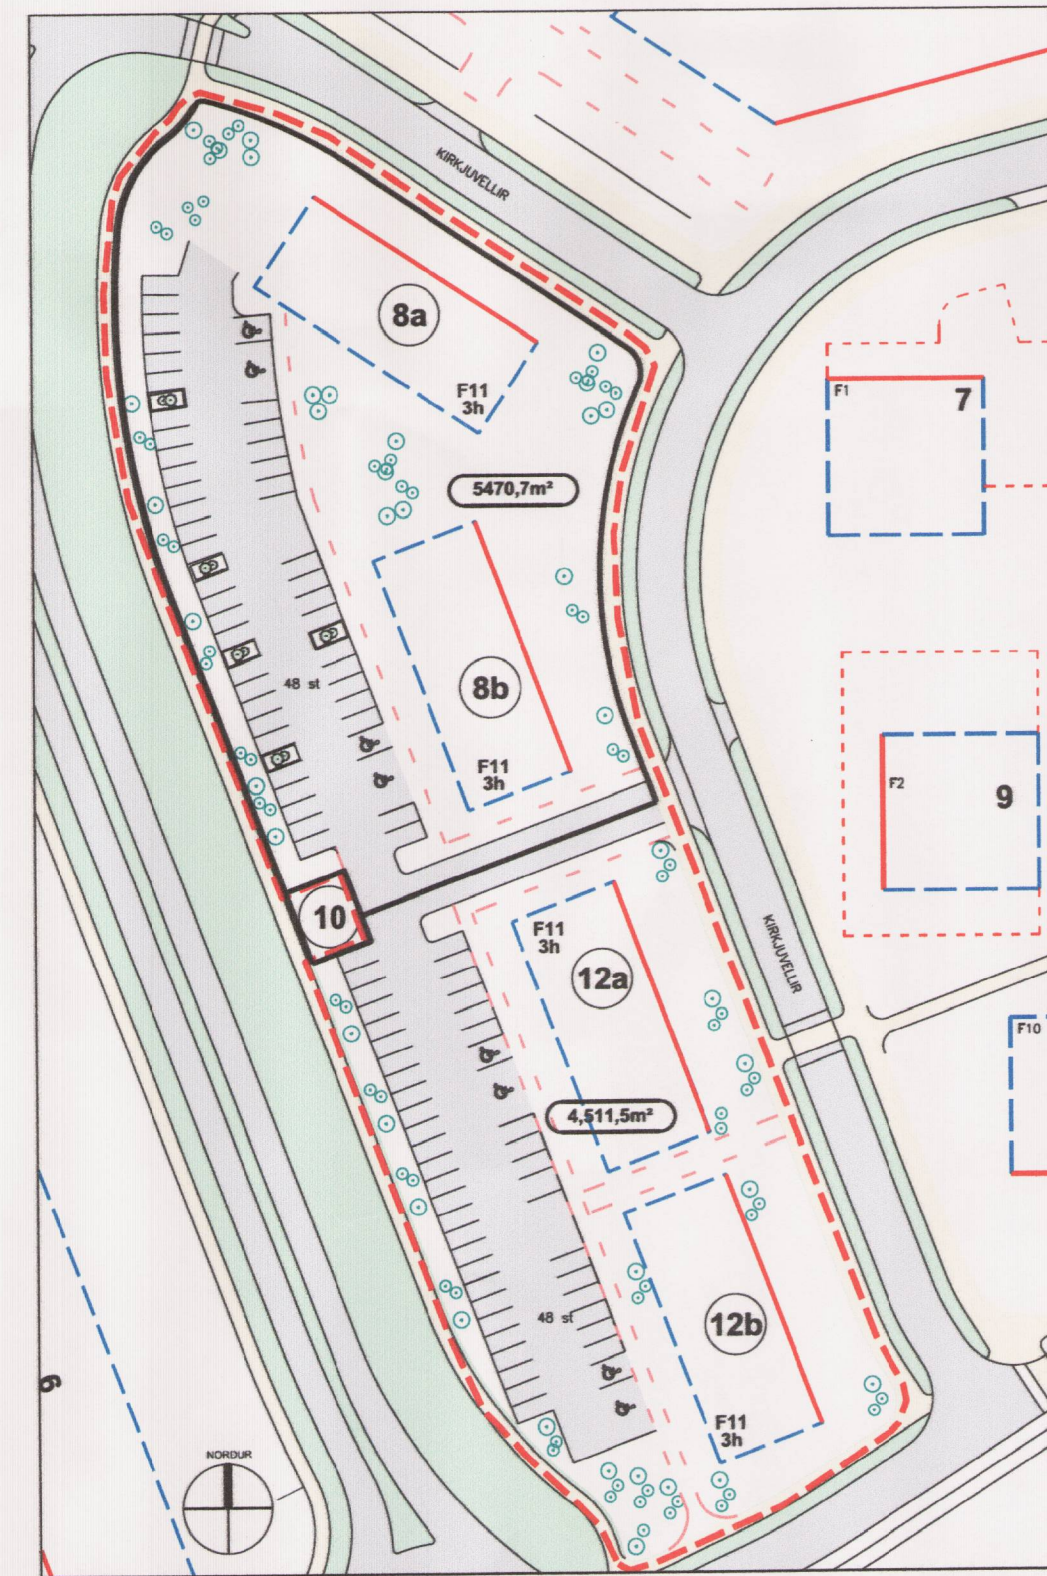 KIRKJUVELLIR
8a
F11
3h
5470,7m²
F1
7
8b
48 st
F11
3h
F2
9
10
F11
3h
12a
KIRKJUVELLIR
F10
4,511,5m²
48 st
12b
F11
3h
6
NORÐUR